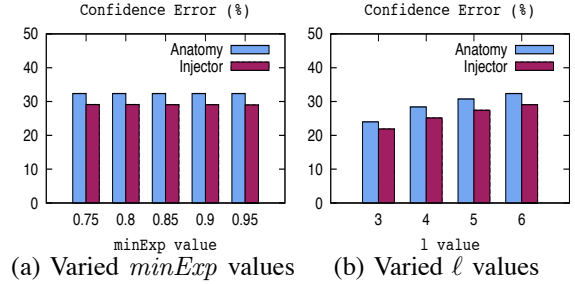 Confidence Error (%)
50
40
30
20
10
0
Anatomy
Injector
0.75 0.8 0.85 0.9 0.95
minExp value
(a) Varied minExp values
Confidence Error (%)
50
40
30
20
10
0
Anatomy
Injector
3 4 5 6
l value
(b) Varied ℓ values